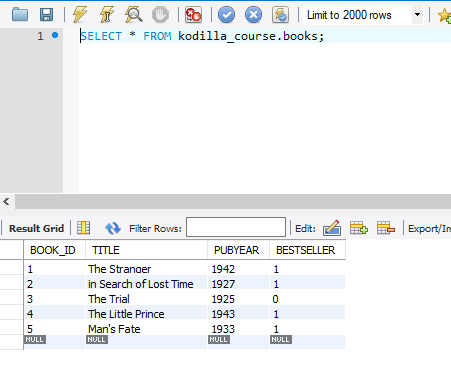 Limit to 2000 rows
1 SELECT * FROM kodilla_course.books;
Result Grid Filter Rows: Edit: Export/Im
BOOK_ID TITLE PUBYEAR BESTSELLER
1 The Stranger 1942 1
2 in Search of Lost Time 1927 1
3 The Trial 1925 0
4 The Little Prince 1943 1
5 Man's Fate 1933 1
NULL NULL NULL NULL